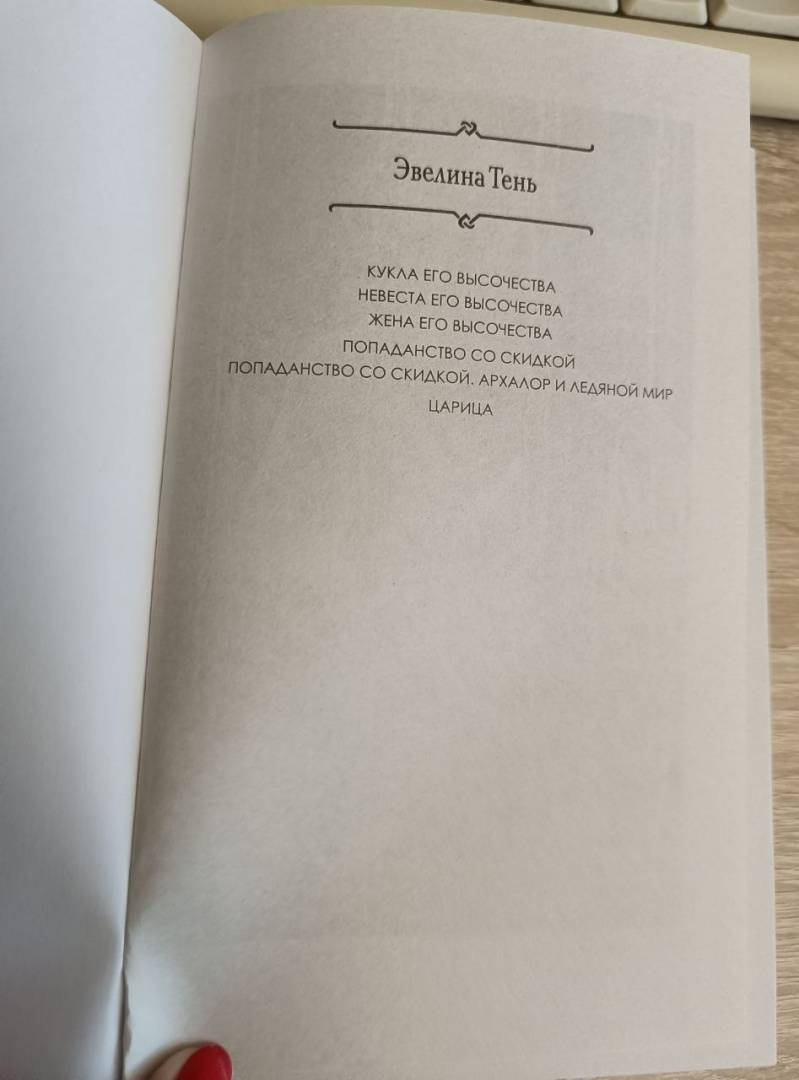 Эвелина Тень
КУКЛА ЕГО ВЫСОЧЕСТВА
НЕВЕСТА ЕГО ВЫСОЧЕСТВА
ЖЕНА ЕГО ВЫСОЧЕСТВА
ПОПАДАНСТВО СО СКИДКОЙ
ПОПАДАНСТВО СО СКИДКОЙ. АРХАЛОР И ЛЕДЯНОЙ МИР
ЦАРИЦА